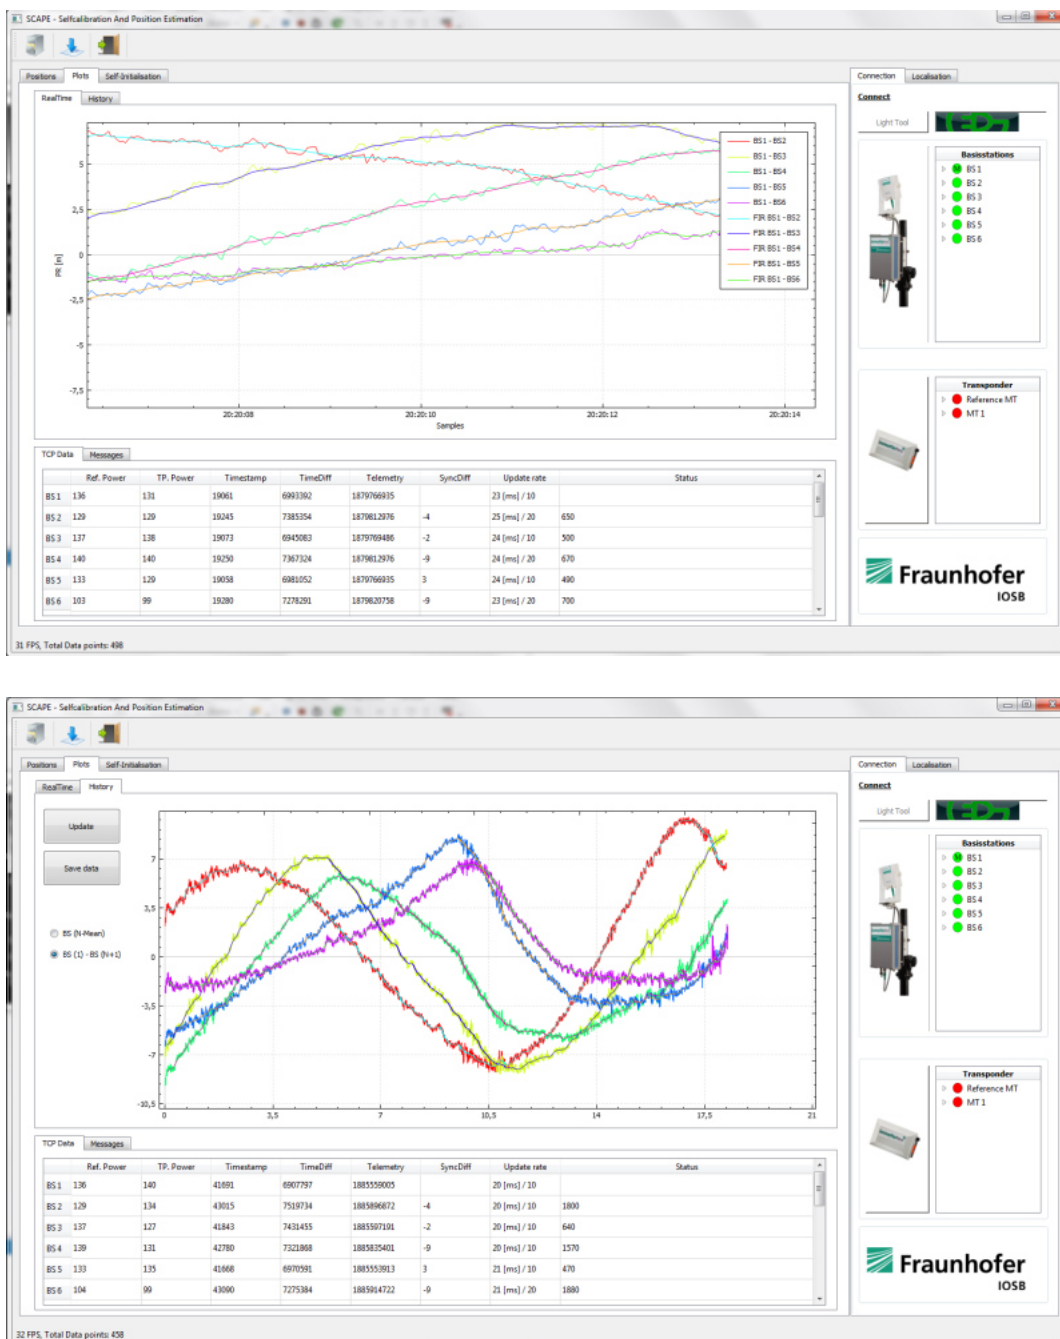 SCAPE - Selfcalibration And Position Estimation
Positions Plots Self-Initialisation
RealTime History
5
2,5
0
-2,5
-5
-7,5
PR [m]
20:20:08 20:20:10 20:20:12 20:20:14
Samples
BS1 - BS2
BS1 - BS3
BS1 - BS4
BS1 - BS5
BS1 - BS6
FIR BS1 - BS2
FIR BS1 - BS3
FIR BS1 - BS4
FIR BS1 - BS5
FIR BS1 - BS6
TCP Data Messages
Ref. Power TP. Power Timestamp TimeDiff Telemetry SyncDiff Update rate Status
BS 1 136 131 19061 6993392 1879766935 23 [ms] / 10
BS 2 129 129 19245 7385354 1879812976 -4 25 [ms] / 20 650
BS 3 137 138 19073 6945083 1879769486 -2 24 [ms] / 10 500
BS 4 140 140 19250 7367324 1879812976 -9 24 [ms] / 20 670
BS 5 133 129 19058 6981052 1879766935 3 24 [ms] / 10 490
BS 6 103 99 19280 7278291 1879820758 -9 23 [ms] / 20 700
31 FPS, Total Data points: 498
Connection Localisation
Connect
Light Tool
Basisstations
M BS 1
BS 2
BS 3
BS 4
BS 5
BS 6
Transponder
Reference MT
MT 1
Fraunhofer
IOSB
SCAPE - Selfcalibration And Position Estimation
Positions Plots Self-Initialisation
RealTime History
Update
Save data
BS (N-Mean)
BS (1) - BS (N+1)
7
3,5
0
-3,5
-7
-10,5
0 3,5 7 10,5 14 17,5 21
TCP Data Messages
Ref. Power TP. Power Timestamp TimeDiff Telemetry SyncDiff Update rate Status
BS 1 136 140 41691 6907797 1885559005 20 [ms] / 10
BS 2 129 134 43015 7519734 1885896872 -4 20 [ms] / 10 1800
BS 3 137 127 41843 7431455 1885597191 -2 20 [ms] / 10 640
BS 4 139 131 42780 7321868 1885835401 -9 20 [ms] / 10 1570
BS 5 133 135 41668 6970591 1885553913 3 21 [ms] / 10 470
BS 6 104 99 43090 7275384 1885914722 -9 21 [ms] / 20 1880
32 FPS, Total Data points: 458
Connection Localisation
Connect
Light Tool
Basisstations
M BS 1
BS 2
BS 3
BS 4
BS 5
BS 6
Transponder
Reference MT
MT 1
Fraunhofer
IOSB